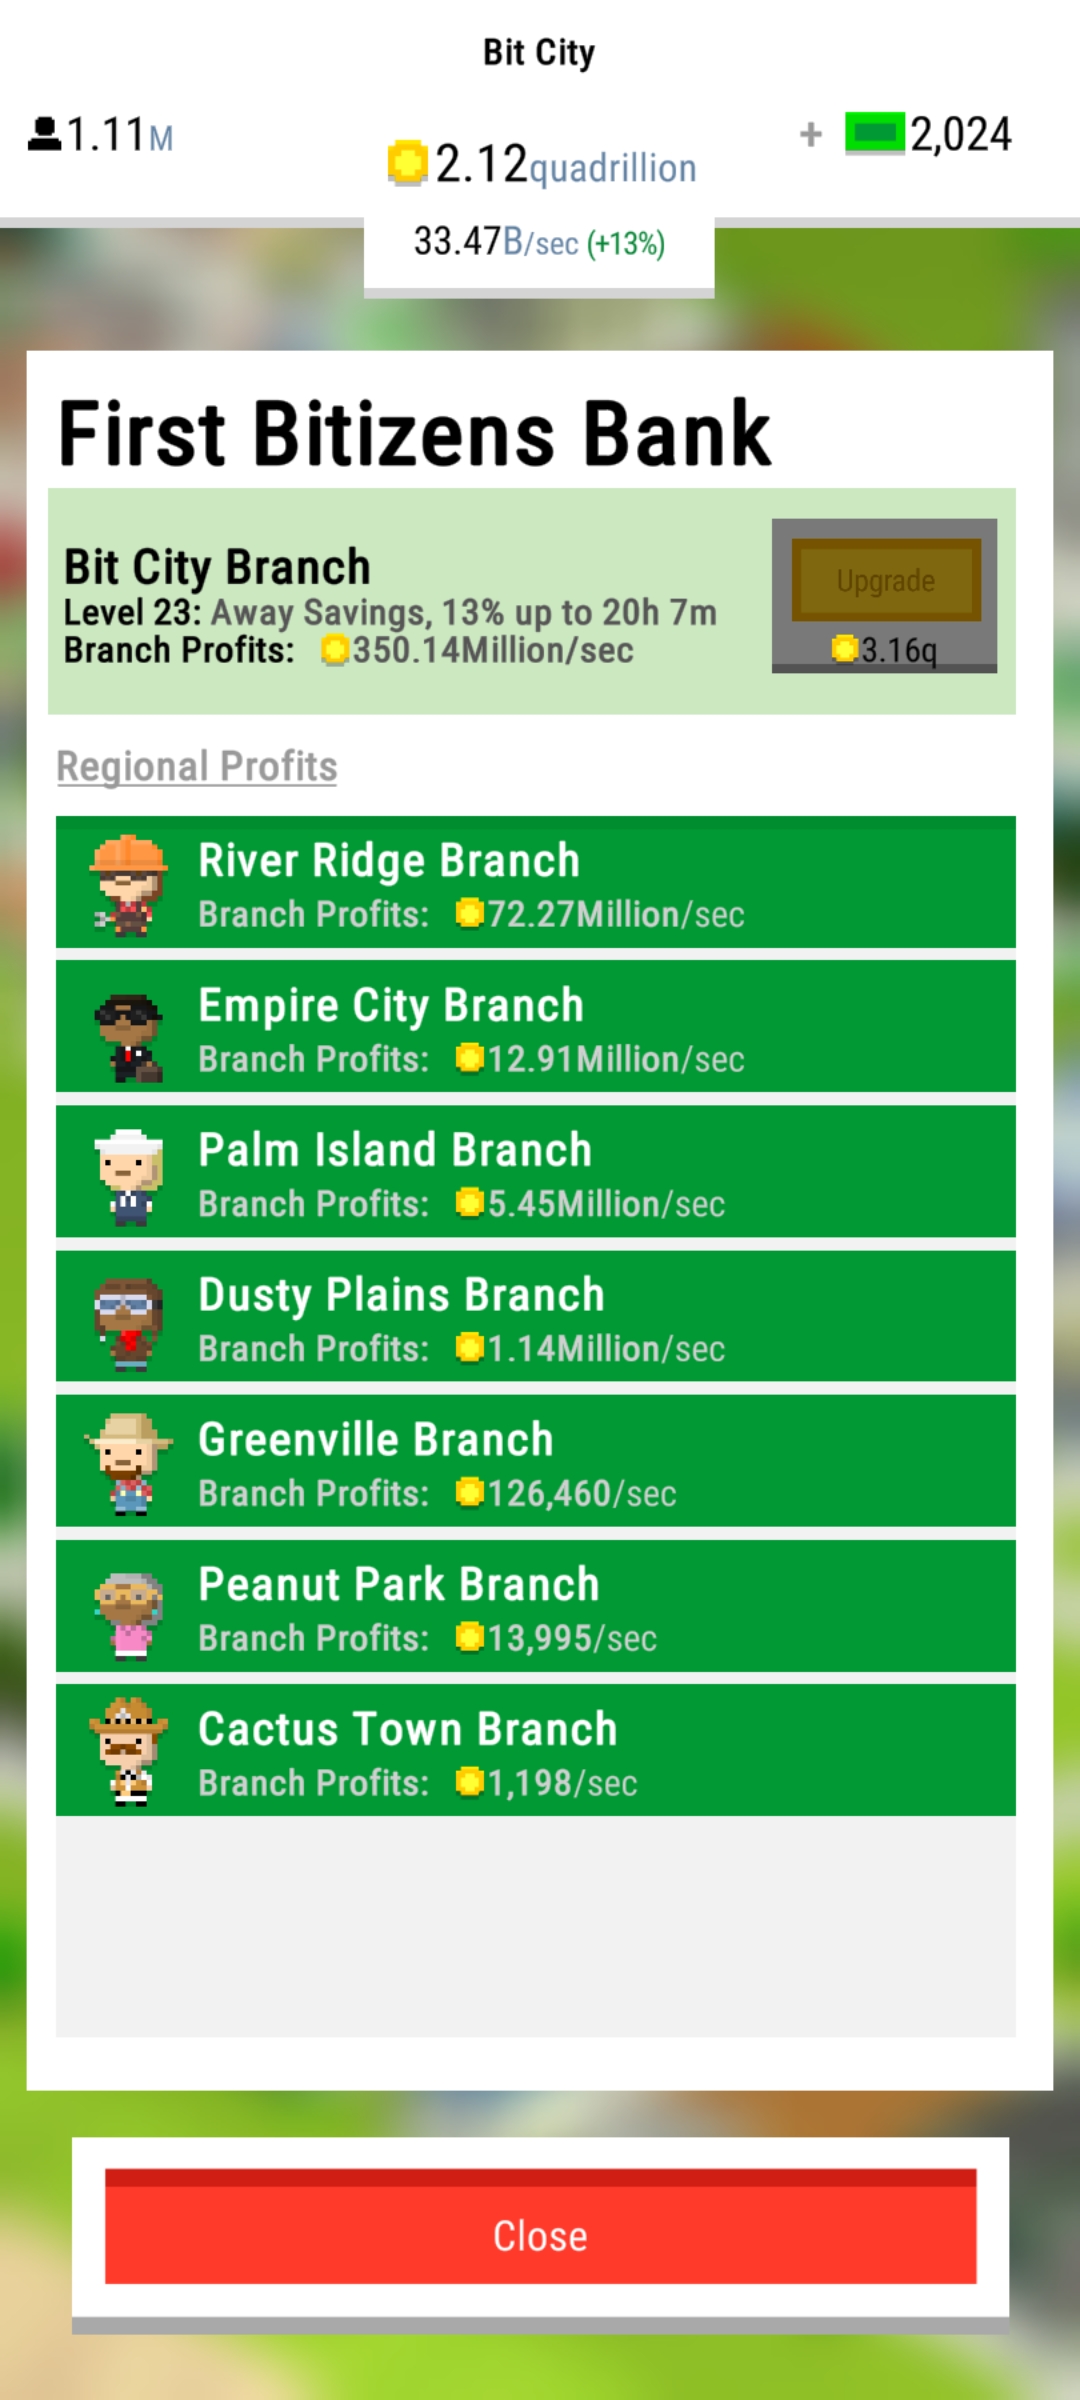 Bit City
1.11M
2.12quadrillion
+ 2,024
33.47B/sec (+13%)
First Bitizens Bank
Bit City Branch
Level 23: Away Savings, 13% up to 20h 7m
Branch Profits: 350.14Million/sec
Upgrade
3.16q
Regional Profits
River Ridge Branch
Branch Profits: 72.27Million/sec
Empire City Branch
Branch Profits: 12.91Million/sec
Palm Island Branch
Branch Profits: 5.45Million/sec
Dusty Plains Branch
Branch Profits: 1.14Million/sec
Greenville Branch
Branch Profits: 126,460/sec
Peanut Park Branch
Branch Profits: 13,995/sec
Cactus Town Branch
Branch Profits: 1,198/sec
Close